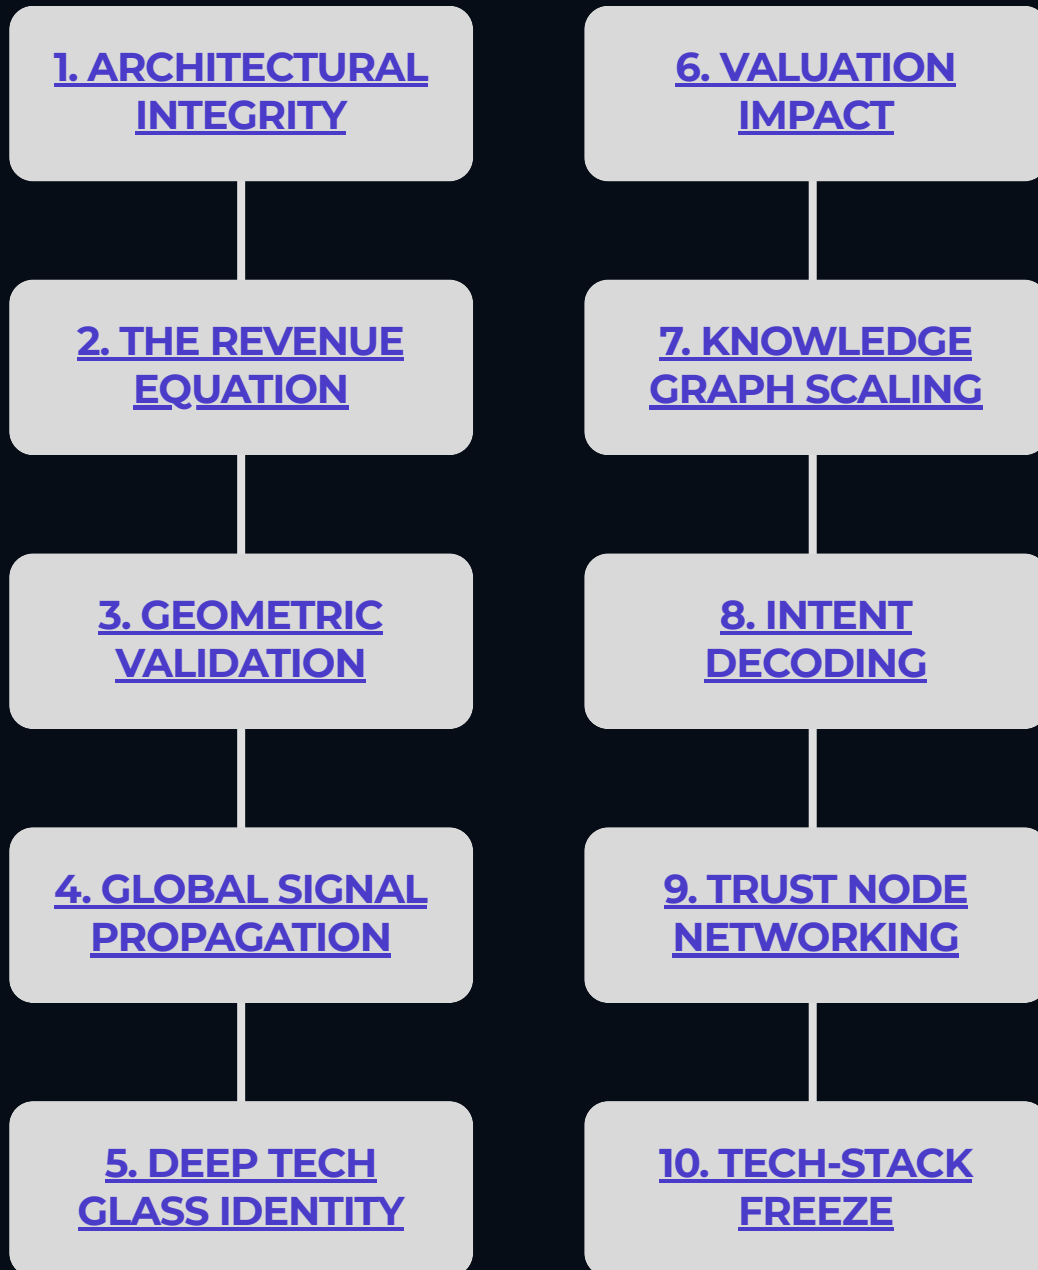 1. ARCHITECTURAL
INTEGRITY
2. THE REVENUE
EQUATION
3. GEOMETRIC
VALIDATION
4. GLOBAL SIGNAL
PROPAGATION
5. DEEP TECH
GLASS IDENTITY
6. VALUATION
IMPACT
7. KNOWLEDGE
GRAPH SCALING
8. INTENT
DECODING
9. TRUST NODE
NETWORKING
10. TECH-STACK
FREEZE